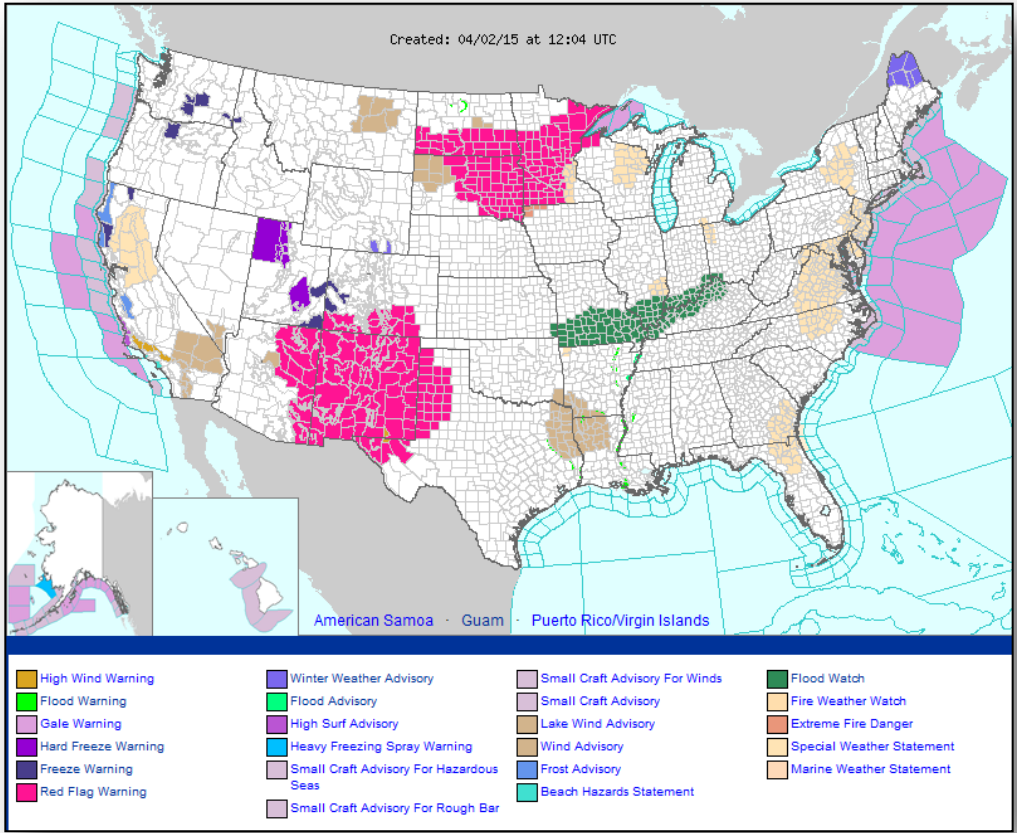 Created: 04/02/15 at 12:04 UTC
American Samoa · Guam · Puerto Rico/Virgin Islands
High Wind Warning
Flood Warning
Gale Warning
Hard Freeze Warning
Freeze Warning
Red Flag Warning
Winter Weather Advisory
Flood Advisory
High Surf Advisory
Heavy Freezing Spray Warning
Small Craft Advisory For Hazardous
Seas
Small Craft Advisory For Rough Bar
Small Craft Advisory For Winds
Small Craft Advisory
Lake Wind Advisory
Wind Advisory
Frost Advisory
Beach Hazards Statement
Flood Watch
Fire Weather Watch
Extreme Fire Danger
Special Weather Statement
Marine Weather Statement